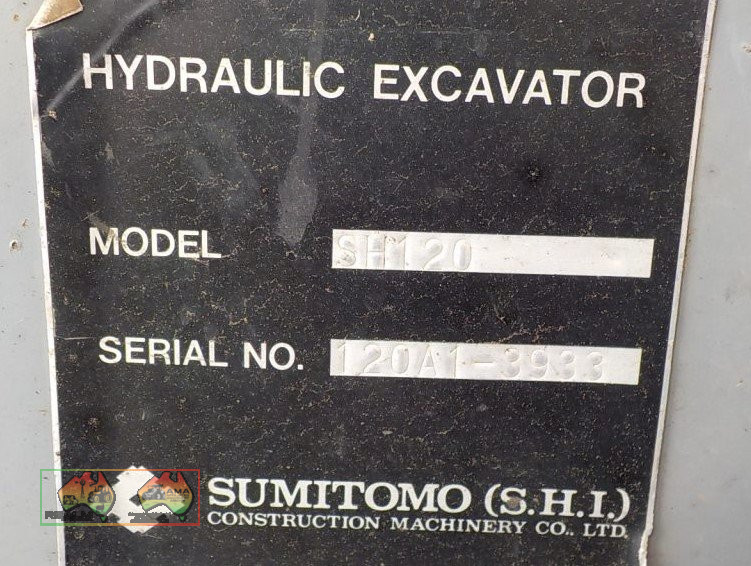 HYDRAULIC EXCAVATOR
MODEL SH120
SERIAL NO. 120A1-3933
SUMITOMO (S.H.I.)
CONSTRUCTION MACHINERY CO., LTD.